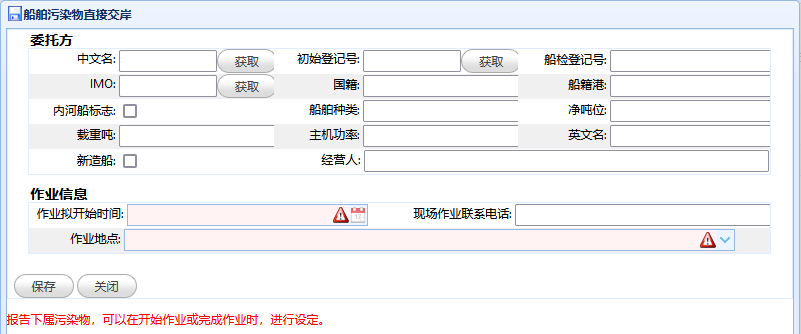 船舶污染物直接交岸
委托方
中文名: 获取 初始登记号: 获取 船检登记号:
IMO: 获取 国籍: 船籍港:
内河船标志: 船舶种类: 净吨位:
载重吨: 主机功率: 英文名:
新造船: 经营人:
作业信息
作业拟开始时间: 现场作业联系电话:
作业地点:
保存 关闭
报告下属污染物，可以在开始作业或完成作业时，进行设定。